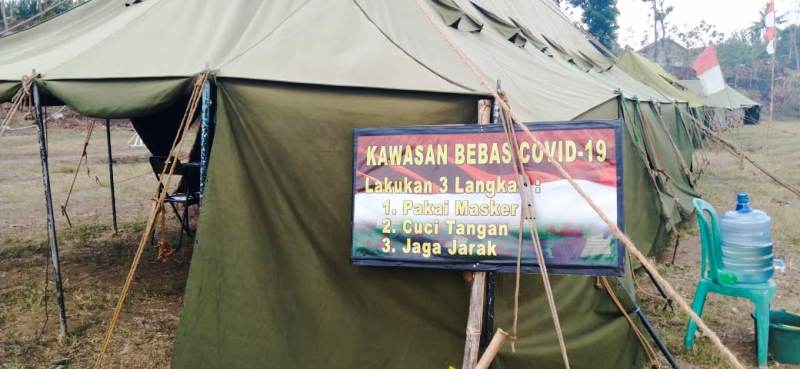 KAWASAN BEBAS COVID-19
Lakukan 3 Langkah :
1. Pakai Masker
2. Cuci Tangan
3. Jaga Jarak